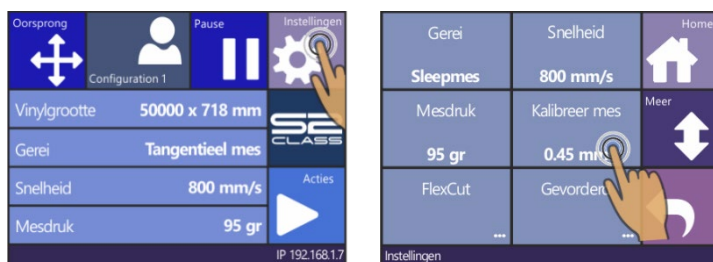 Oorsprong
Configuration 1
Pause
Instellingen
Vinylgrootte 50000 x 718 mm
S2 CLASS
Gerei Tangentieel mes
Snelheid 800 mm/s
Acties
Mesdruk 95 gr
IP 192.168.1.7
Gerei Snelheid Home
Sleepmes 800 mm/s
Mesdruk Kalibreer mes Meer
95 gr 0.45
FlexCut
... ...
Instellingen